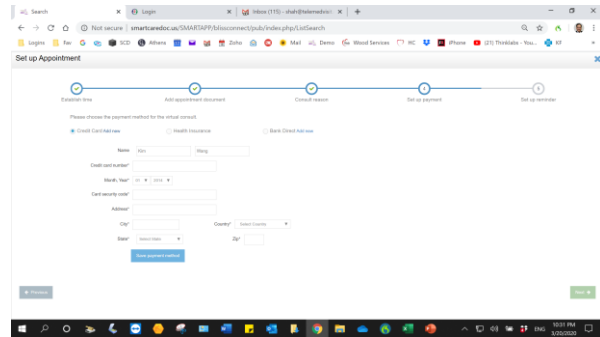 Search
Login
Inbox (115) - shah@telemedvisi
Not secure | smartcaredoc.us/SMARTAPP/blissconnect/pub/index.php/ListSearch
Logins Fav G SCD Athena Zoho Mail Demo Wood Services HC iPhone (21) Thinklabs - You...
Set up Appointment
Establish time Add appointment document Consult reason Set up payment Set up reminder
4 5
Please choose the payment method for the virtual consult.
Credit Card Add new Health Insurance Bank Direct Add new
Name Kim Wang
Credit card number*
Month, Year* 2014
Card security code*
Address*
City* Country* Select Country
State* Select State Zip*
Save payment method
Previous Next
ENG 10:31 PM
3/20/2020